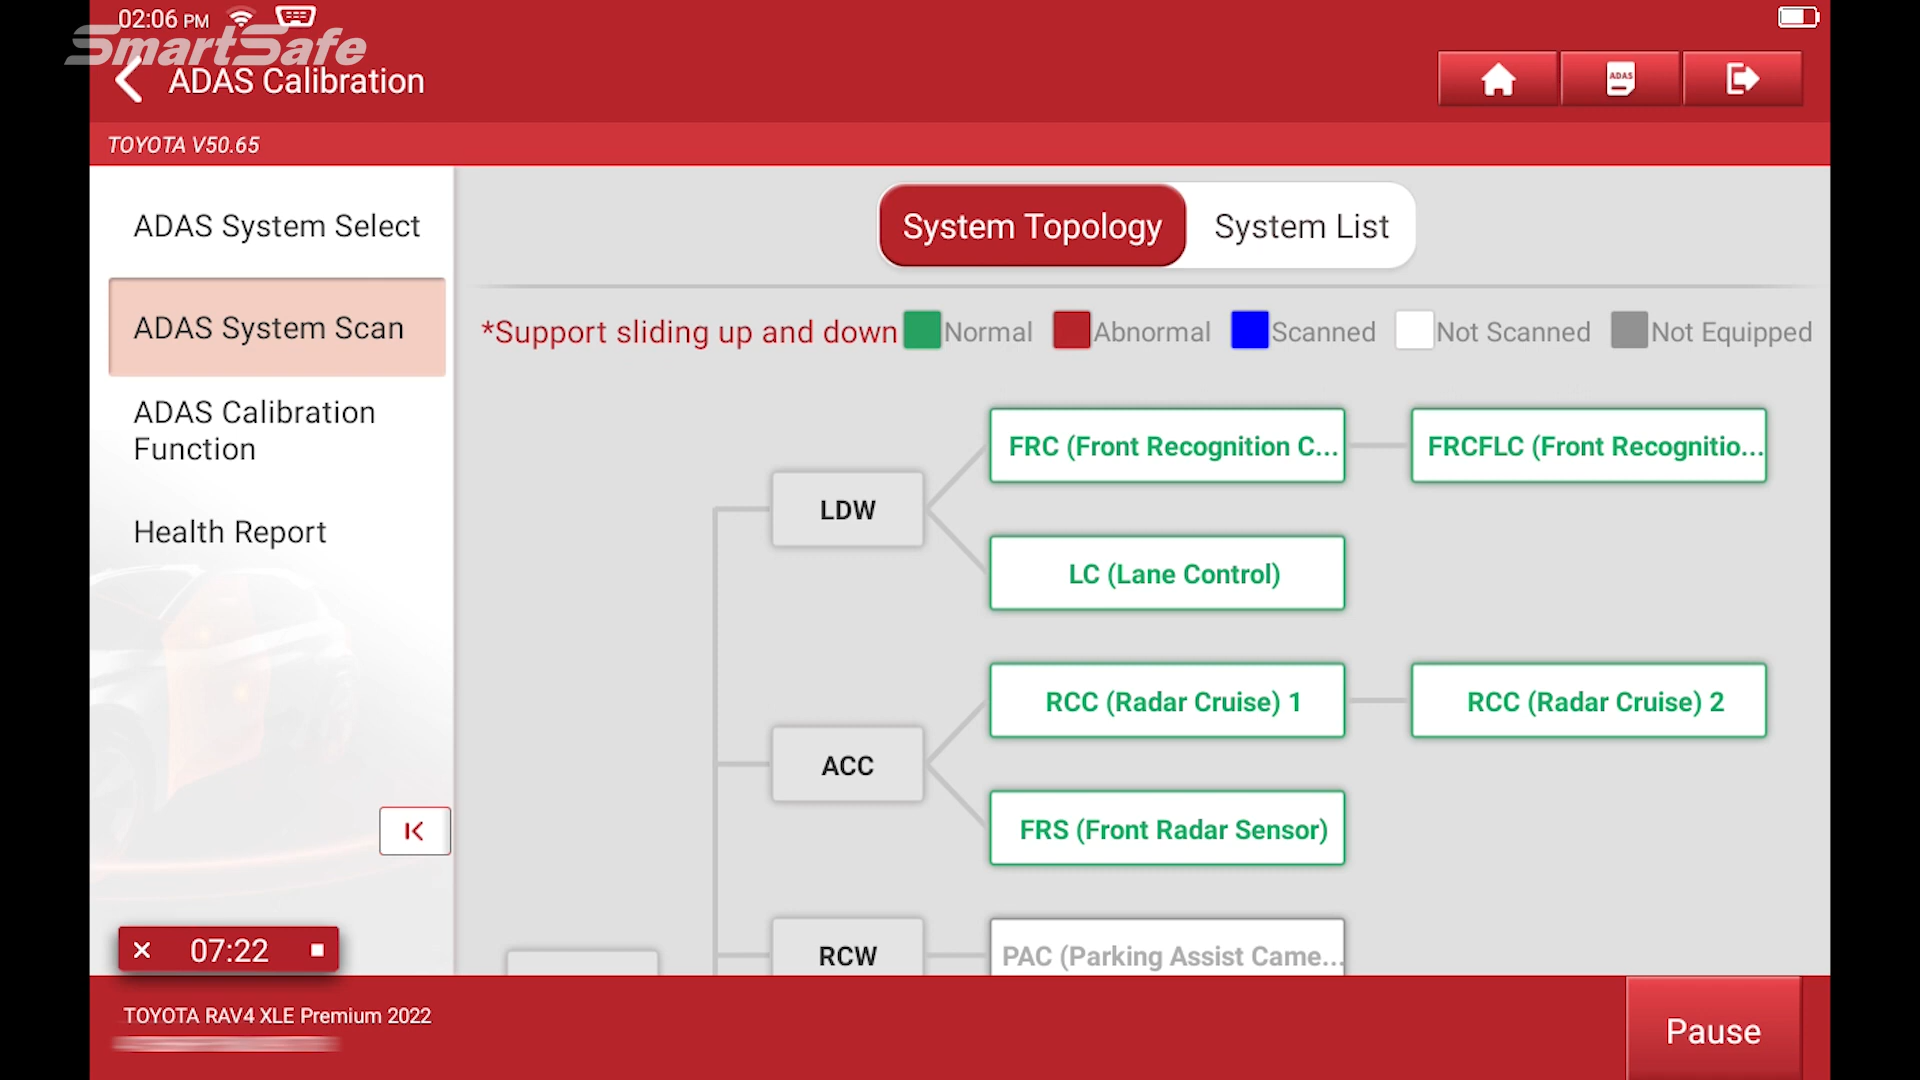 02:06 PM
SmartSafe
ADAS Calibration
ADAS
TOYOTA V50.65
ADAS System Select
ADAS System Scan
ADAS Calibration
Function
Health Report
System Topology
System List
*Support sliding up and down
Normal
Abnormal
Scanned
Not Scanned
Not Equipped
LDW
FRC (Front Recognition C...
FRCFLC (Front Recognitio...
LC (Lane Control)
ACC
RCC (Radar Cruise) 1
RCC (Radar Cruise) 2
FRS (Front Radar Sensor)
RCW
PAC (Parking Assist Came...
07:22
TOYOTA RAV4 XLE Premium 2022
Pause